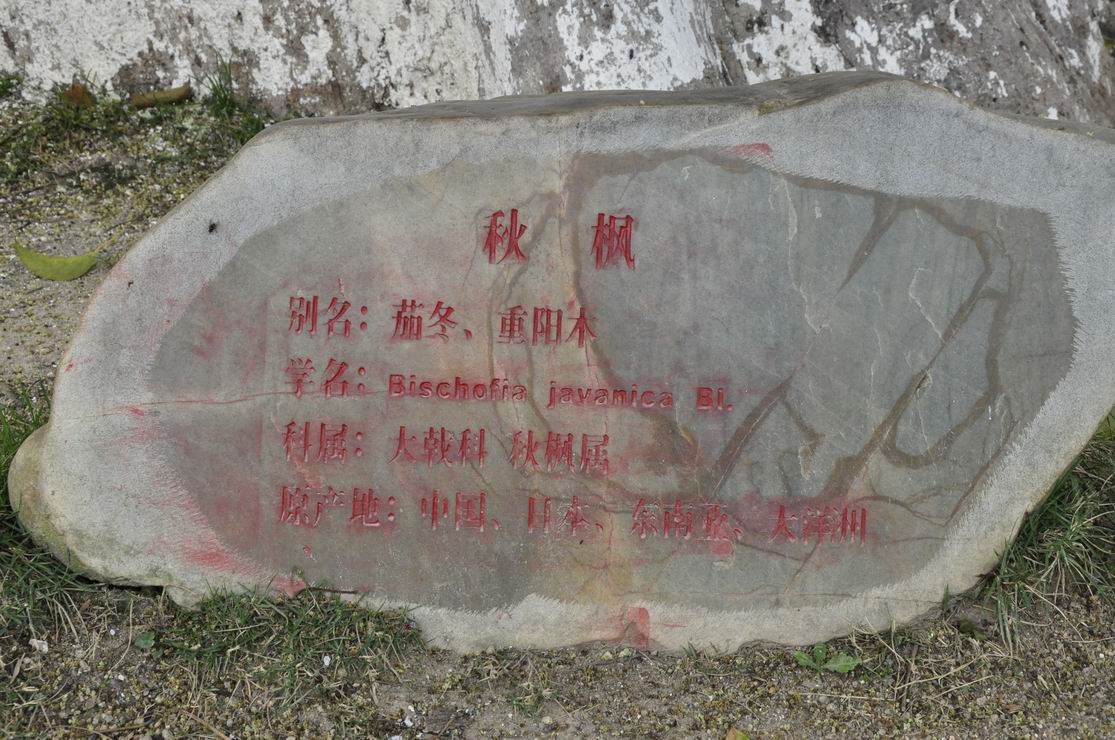 秋 枫
别名：茄冬、重阳木
学名：Bischofia javanica Bl.
科属：大戟科 秋枫属
原产地：中国、日本、东南亚、大洋洲